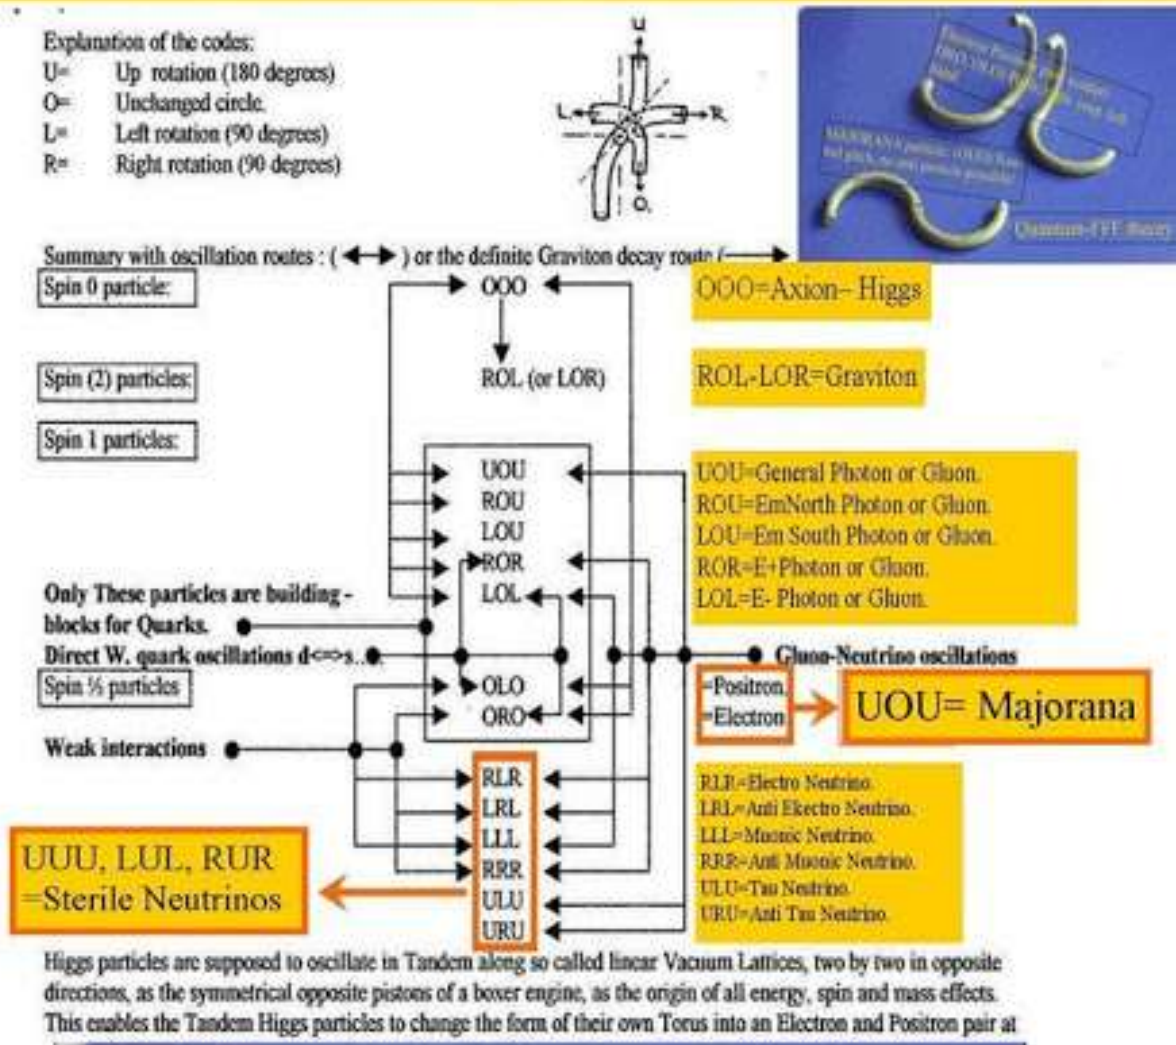 Explanation of the codes:
U= Up rotation (180 degrees)
O= Unchanged circle.
L= Left rotation (90 degrees)
R= Right rotation (90 degrees)
U
L
R
O.
Quantum-FFF theory
Summary with oscillation routes : ( ) or the definite Graviton decay route (
Spin 0 particle:
OOO
OOO=Axion– Higgs
Spin (2) particles:
ROL (or LOR)
ROL-LOR=Graviton
Spin 1 particles:
UOU
UOU=General Photon or Gluon.
ROU
ROU=EmNorth Photon or Gluon.
LOU
LOU=Em South Photon or Gluon.
ROR
ROR=E+Photon or Gluon.
LOL
LOL=E- Photon or Gluon.
Only These particles are building -
blocks for Quarks.
Direct W. quark oscillations d<=>s...
Gluon-Neutrino oscillations
Spin ½ particles
OLO
=Positron.
ORO
=Electron
UOU= Majorana
Weak interactions
RLR
RLR=Electro Neutrino.
LRL
LRL=Anti Ekectro Neutrino.
LLL
LLL=Muonic Neutrino.
RRR
RRR=Anti Muonic Neutrino.
ULU
ULU=Tau Neutrino.
URU
URU=Anti Tau Neutrino.
UUU, LUL, RUR
=Sterile Neutrinos
Higgs particles are supposed to oscillate in Tandem along so called linear Vacuum Lattices, two by two in opposite
directions, as the symmetrical opposite pistons of a boxer engine, as the origin of all energy, spin and mass effects.
This enables the Tandem Higgs particles to change the form of their own Torus into an Electron and Positron pair at